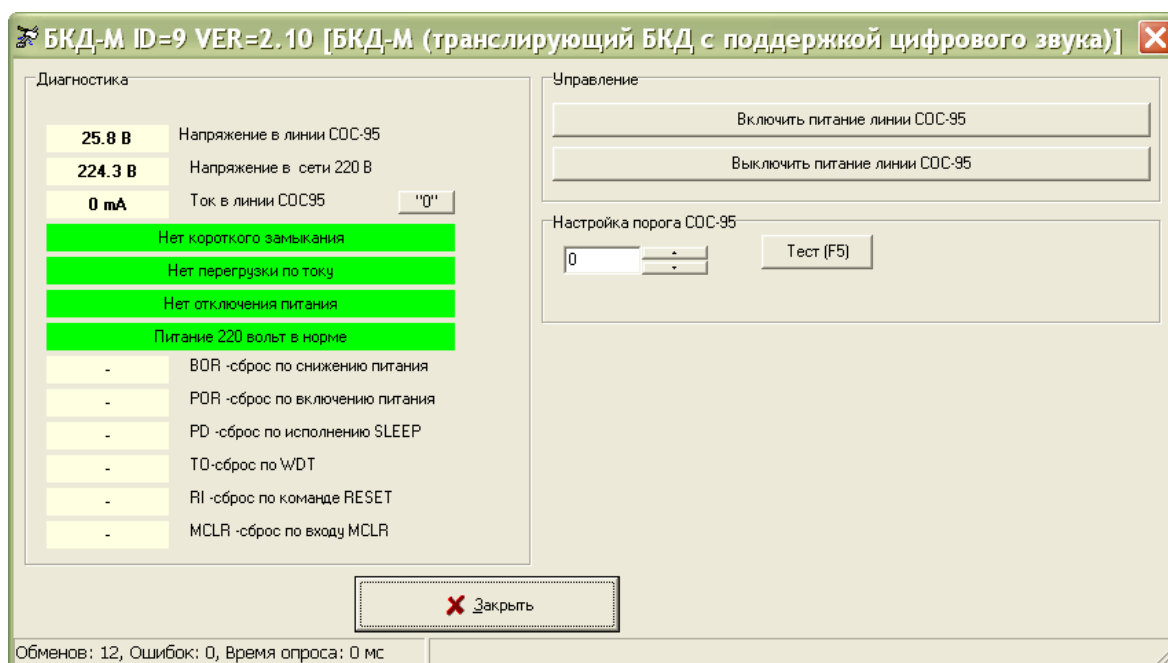 БКД-М ID=9 VER=2.10 [БКД-М (транслирующий БКД с поддержкой цифрового звука)]
Диагностика
25.8 В Напряжение в линии СОС-95
224.3 В Напряжение в сети 220 В
0 mA Ток в линии СОС95 "0"
Нет короткого замыкания
Нет перегрузки по току
Нет отключения питания
Питание 220 вольт в норме
- BOR -сброс по снижению питания
- POR -сброс по включению питания
- PD -сброс по исполнению SLEEP
- TO-сброс по WDT
- RI -сброс по команде RESET
- MCLR -сброс по входу MCLR
Управление
Включить питание линии СОС-95
Выключить питание линии СОС-95
Настройка порога СОС-95
0 Тест (F5)
Закрыть
Обменов: 12, Ошибок: 0, Время опроса: 0 мс